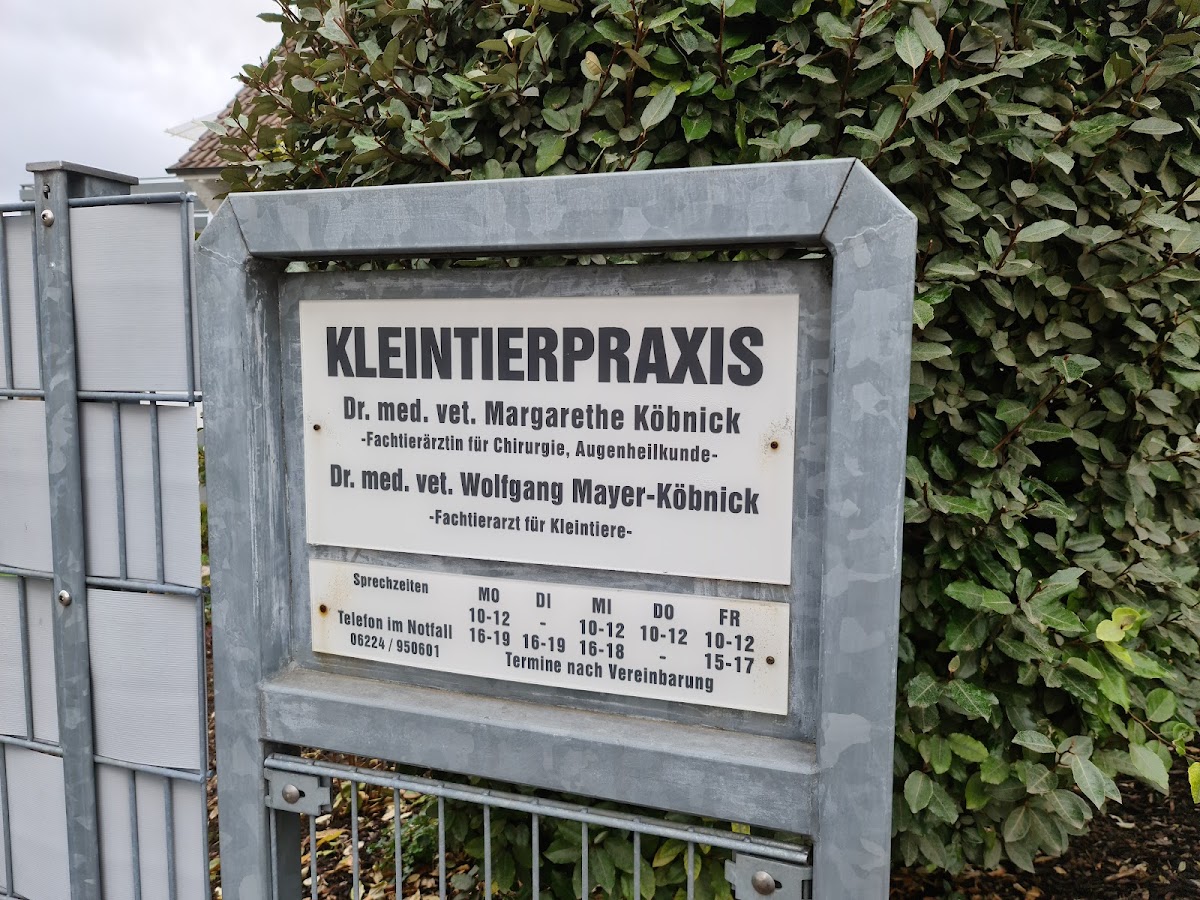 KLEINTIERPRAXIS
Dr. med. vet. Margarethe Köbnick
-Fachtierärztin für Chirurgie, Augenheilkunde-
Dr. med. vet. Wolfgang Mayer-Köbnick
-Fachtierarzt für Kleintiere-
Sprechzeiten MO DI MI DO FR
10-12 - 10-12 10-12 10-12
Telefon im Notfall 16-19 16-19 16-18 - 15-17
06224 / 950601 Termine nach Vereinbarung